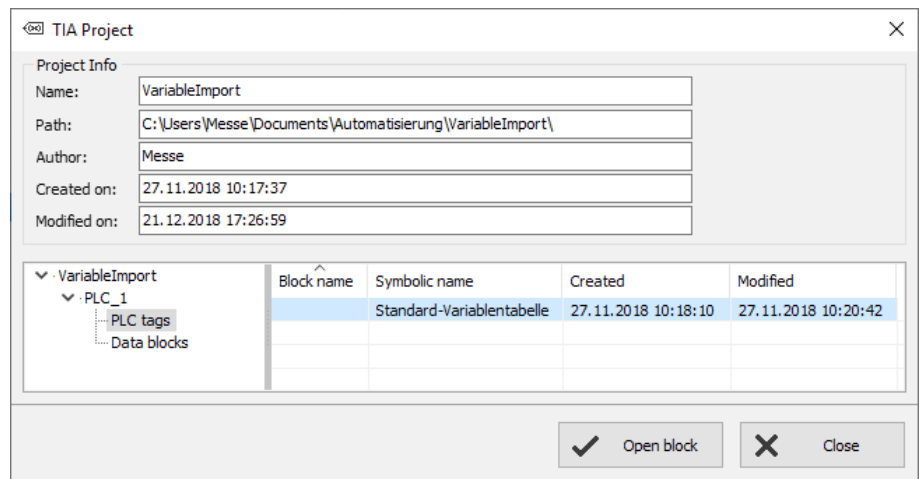 TIA Project
Project Info
Name: VariableImport
Path: C:\Users\Messe\Documents\Automatisierung\VariableImport\
Author: Messe
Created on: 27.11.2018 10:17:37
Modified on: 21.12.2018 17:26:59
VariableImport
PLC_1
PLC tags
Data blocks
Block name Symbolic name Created Modified
Standard-Variablentabelle 27.11.2018 10:18:10 27.11.2018 10:20:42
Open block Close